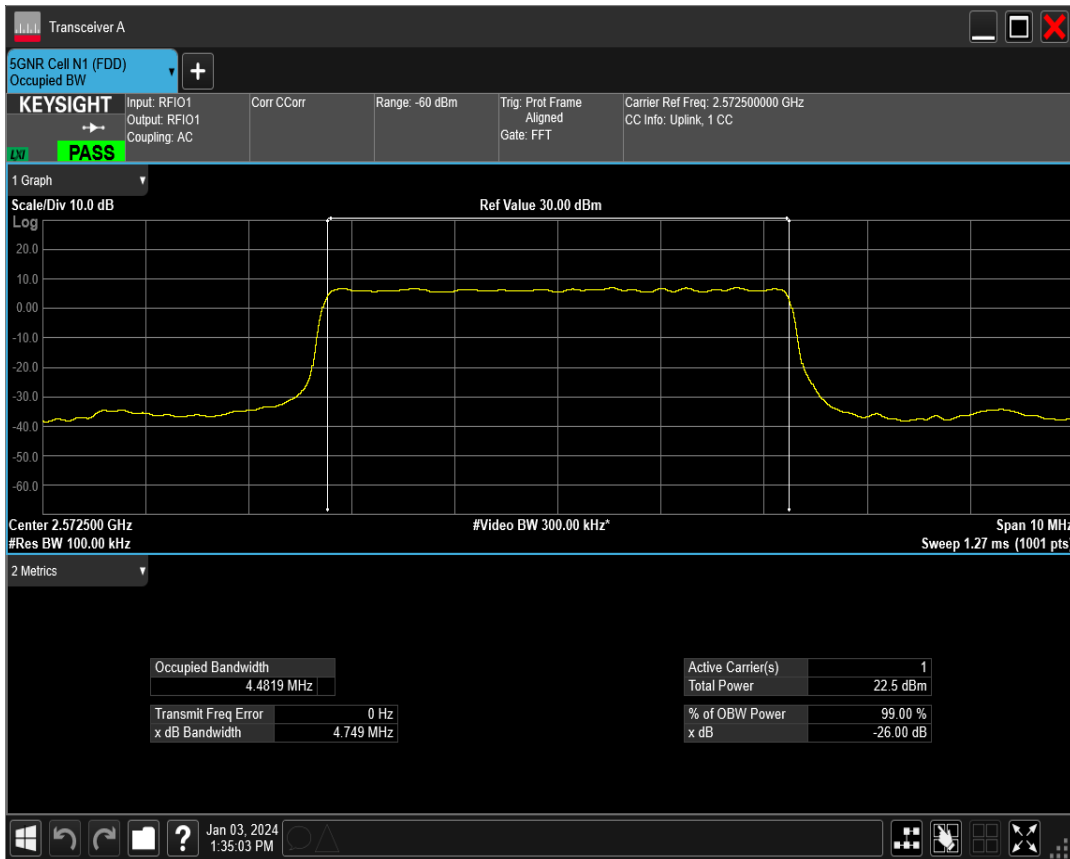 Transceiver A
5GNR Cell N1 (FDD)
Occupied BW
+
KEYSIGHT
LXI
PASS
Input: RFIO1
Output: RFIO1
Coupling: AC
Corr CCorr
Range: -60 dBm
Trig: Prot Frame
Aligned
Gate: FFT
Carrier Ref Freq: 2.572500000 GHz
CC Info: Uplink, 1 CC
1 Graph
Scale/Div 10.0 dB
Ref Value 30.00 dBm
Log
20.0
10.0
0.00
-10.0
-20.0
-30.0
-40.0
-50.0
-60.0
Center 2.572500 GHz
#Video BW 300.00 kHz*
Span 10 MHz
#Res BW 100.00 kHz
Sweep 1.27 ms (1001 pts)
2 Metrics
Occupied Bandwidth
4.4819 MHz
Transmit Freq Error 0 Hz
x dB Bandwidth 4.749 MHz
Active Carrier(s) 1
Total Power 22.5 dBm
% of OBW Power 99.00 %
x dB -26.00 dB
?
Jan 03, 2024
1:35:03 PM